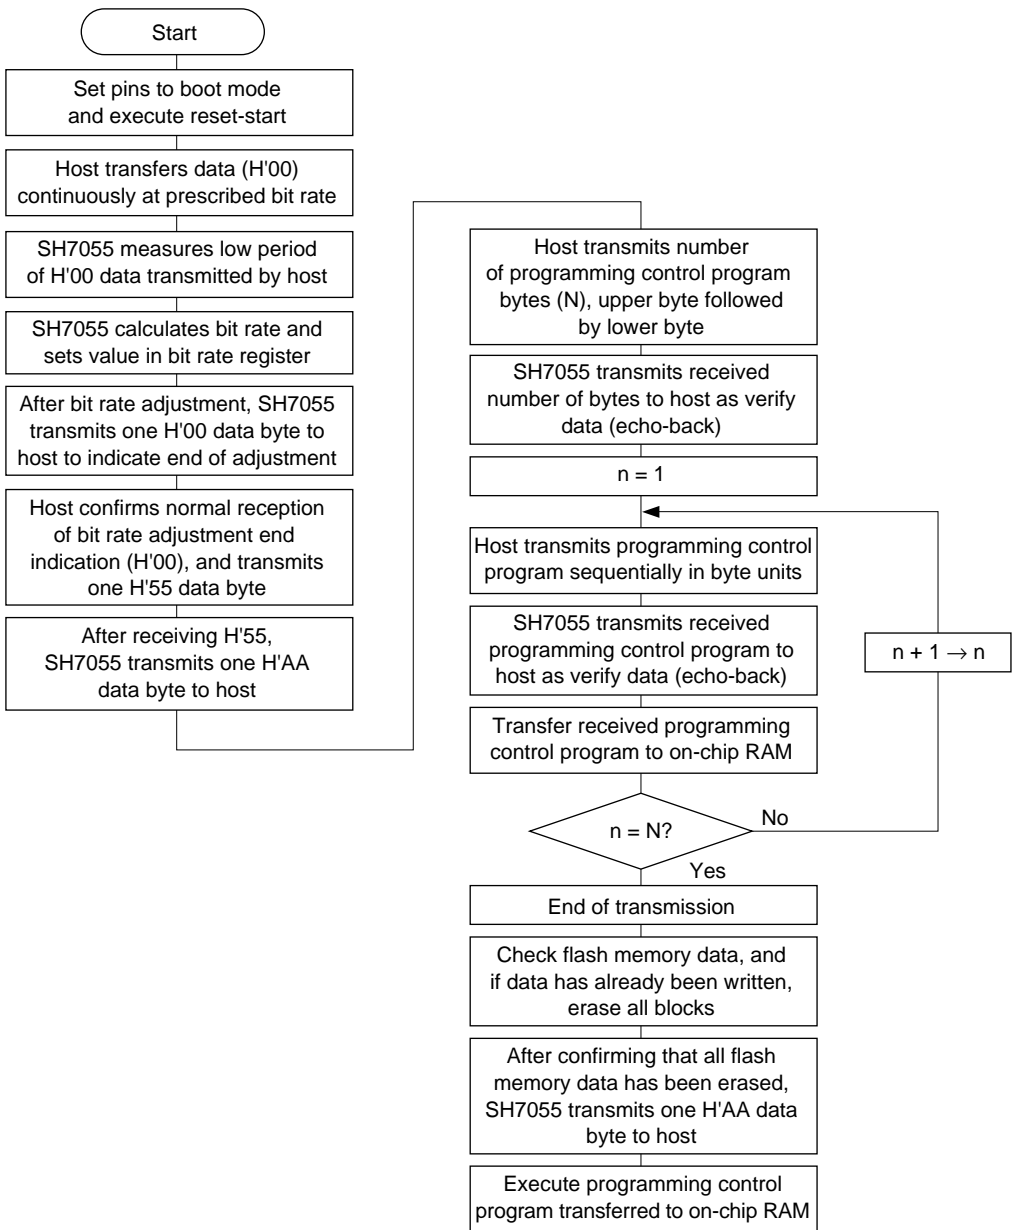 Start
Set pins to boot mode
and execute reset-start
Host transfers data (H'00)
continuously at prescribed bit rate
SH7055 measures low period
of H'00 data transmitted by host
SH7055 calculates bit rate and
sets value in bit rate register
After bit rate adjustment, SH7055
transmits one H'00 data byte to
host to indicate end of adjustment
Host confirms normal reception
of bit rate adjustment end
indication (H'00), and transmits
one H'55 data byte
After receiving H'55,
SH7055 transmits one H'AA
data byte to host
Host transmits number
of programming control program
bytes (N), upper byte followed
by lower byte
SH7055 transmits received
number of bytes to host as verify
data (echo-back)
n = 1
Host transmits programming control
program sequentially in byte units
SH7055 transmits received
programming control program to
host as verify data (echo-back)
n + 1 → n
Transfer received programming
control program to on-chip RAM
n = N?
No
Yes
End of transmission
Check flash memory data, and
if data has already been written,
erase all blocks
After confirming that all flash
memory data has been erased,
SH7055 transmits one H'AA data
byte to host
Execute programming control
program transferred to on-chip RAM